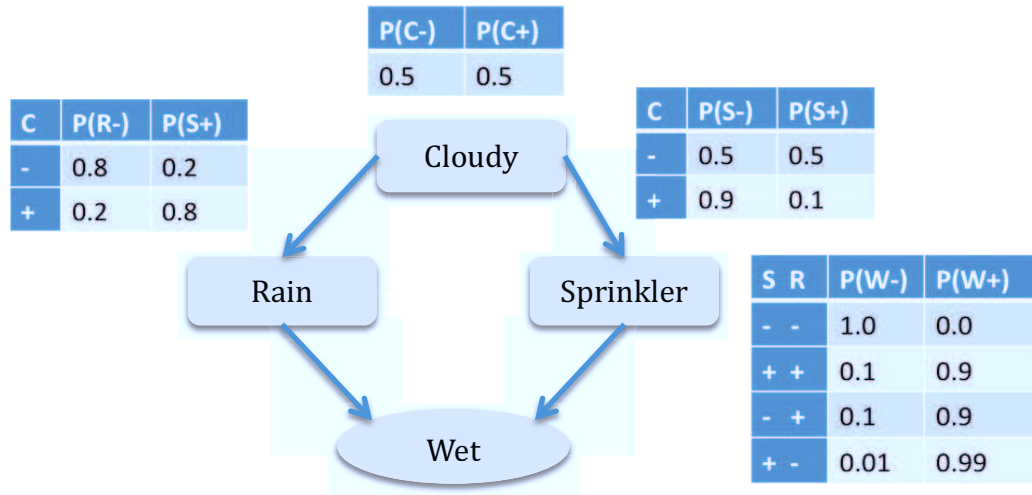 P(C-) P(C+)
0.5 0.5
C P(R-) P(S+)
- 0.8 0.2
+ 0.2 0.8
C P(S-) P(S+)
- 0.5 0.5
+ 0.9 0.1
Cloudy
Rain
Sprinkler
S R P(W-) P(W+)
- - 1.0 0.0
+ + 0.1 0.9
- + 0.1 0.9
+ - 0.01 0.99
Wet